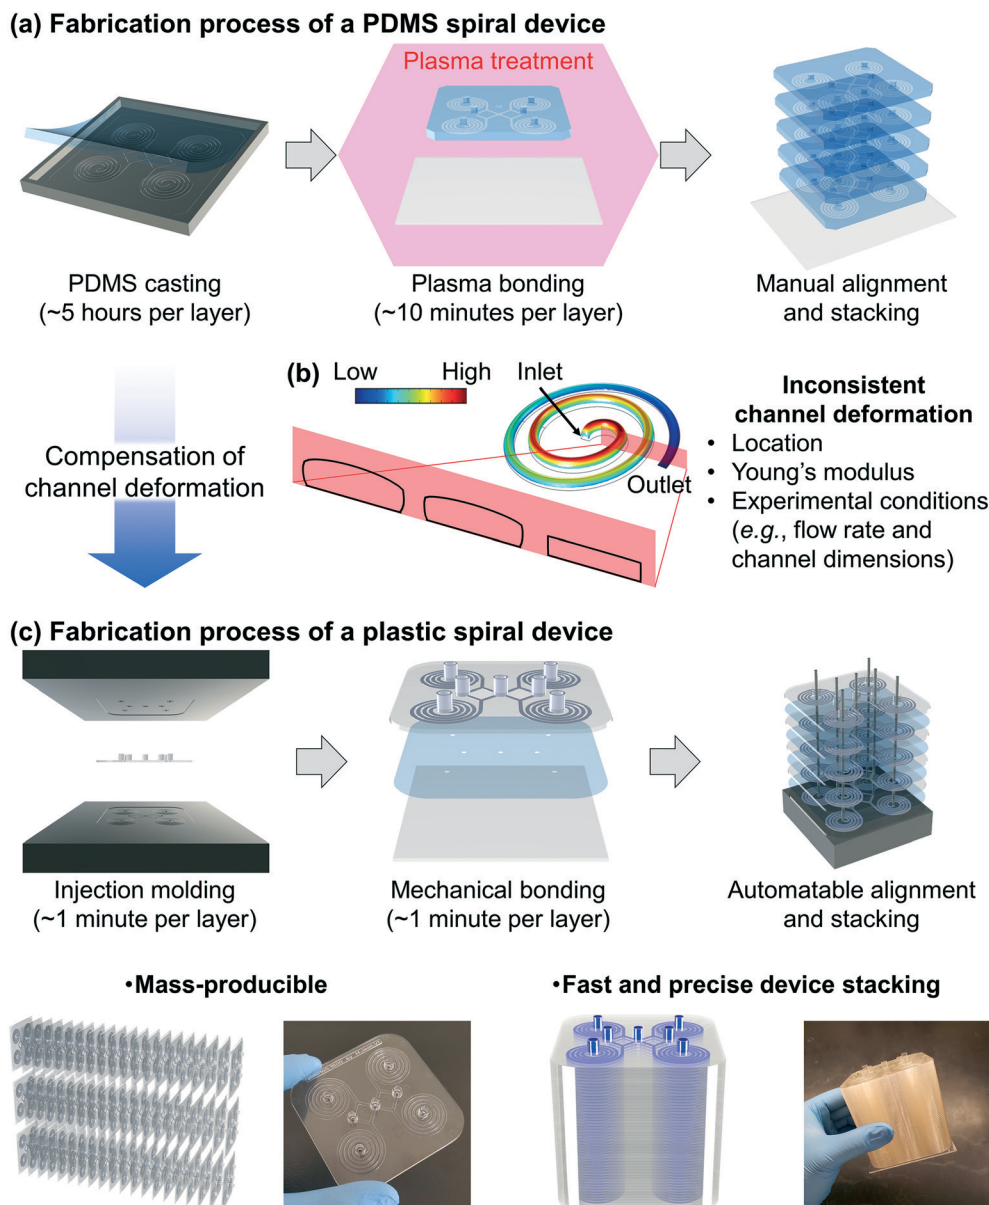 (a) Fabrication process of a PDMS spiral device
Plasma treatment
PDMS casting
(~5 hours per layer)
Plasma bonding
(~10 minutes per layer)
Manual alignment
and stacking
Compensation of
channel deformation
(b)
Low
High
Inlet
Outlet
Inconsistent
channel deformation
• Location
• Young's modulus
• Experimental conditions
(e.g., flow rate and
channel dimensions)
(c) Fabrication process of a plastic spiral device
Injection molding
(~1 minute per layer)
Mechanical bonding
(~1 minute per layer)
Automatable alignment
and stacking
•Mass-producible
•Fast and precise device stacking